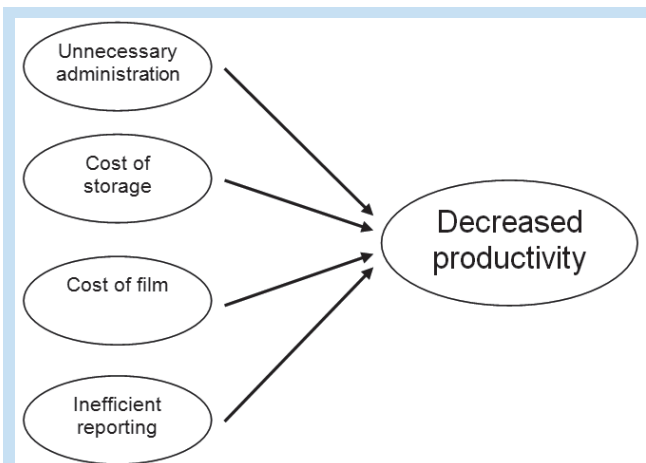 Unnecessary
administration
Cost of
storage
Decreased
productivity
Cost of film
Inefficient
reporting